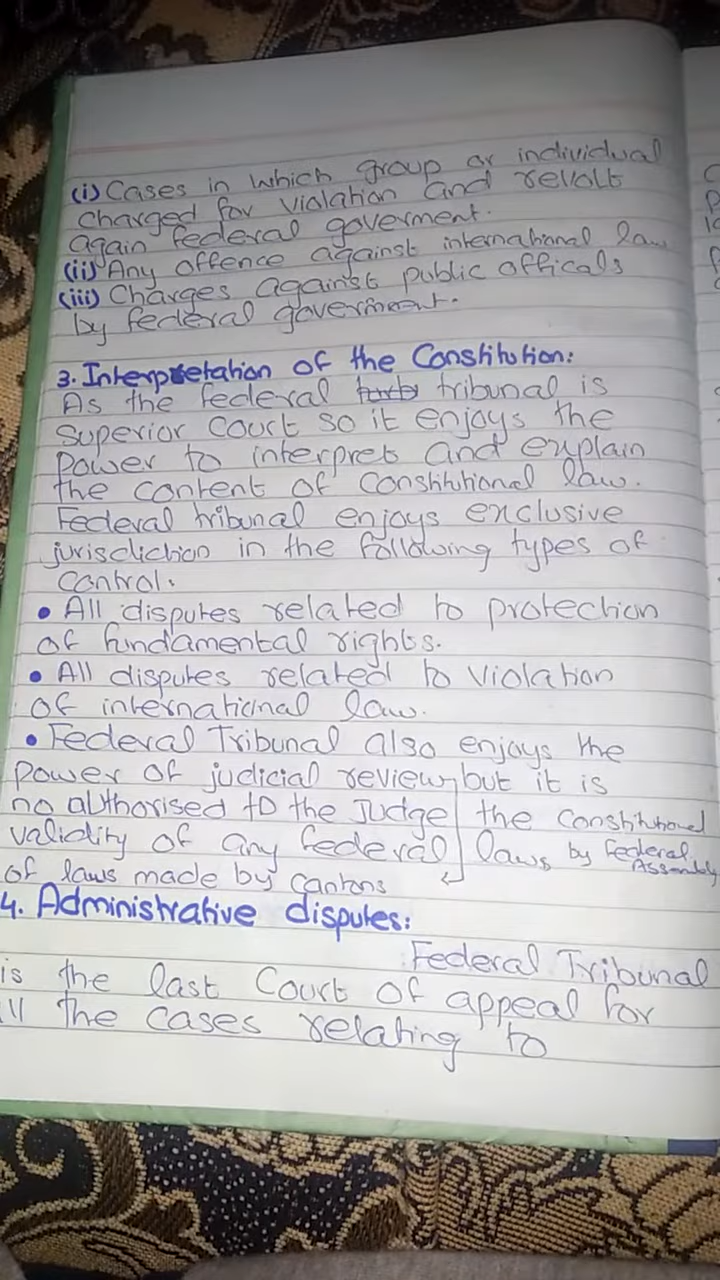 (i) Cases in which group or individual
charged for violation and revolt
again federal goverment.
(ii) Any offence against international law
(iii) Charges against public officals
by federal goverment.
3. Interpretation of the Constitution:
As the federal tribunal is
superior court so it enjoys the
power to interpret and explain
the content of constitutional law.
Federal tribunal enjoys exclusive
jurisdiction in the following types of
control.
• All disputes related to protection
of fundamental rights.
• All disputes related to violation
of international law.
• Federal Tribunal also enjoys the
power of judicial review, but it is
no authorised to the Judge the constitutional
validity of any federal laws by Federal Assembly
of laws made by cantons
4. Administrative disputes:
Federal Tribunal
is the last Court of appeal for
ll the cases relating to